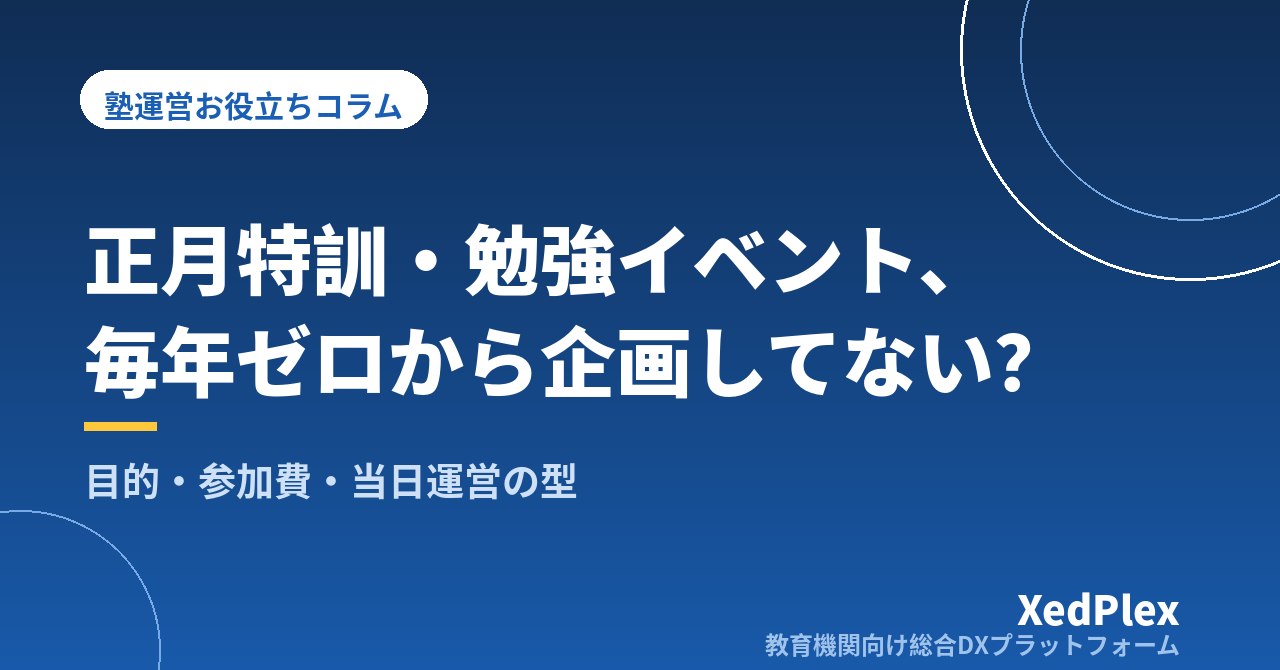 塾運営お役立ちコラム
正月特訓・勉強イベント、
毎年ゼロから企画してない?
目的・参加費・当日運営の型
XedPlex
教育機関向け総合DXプラットフォーム